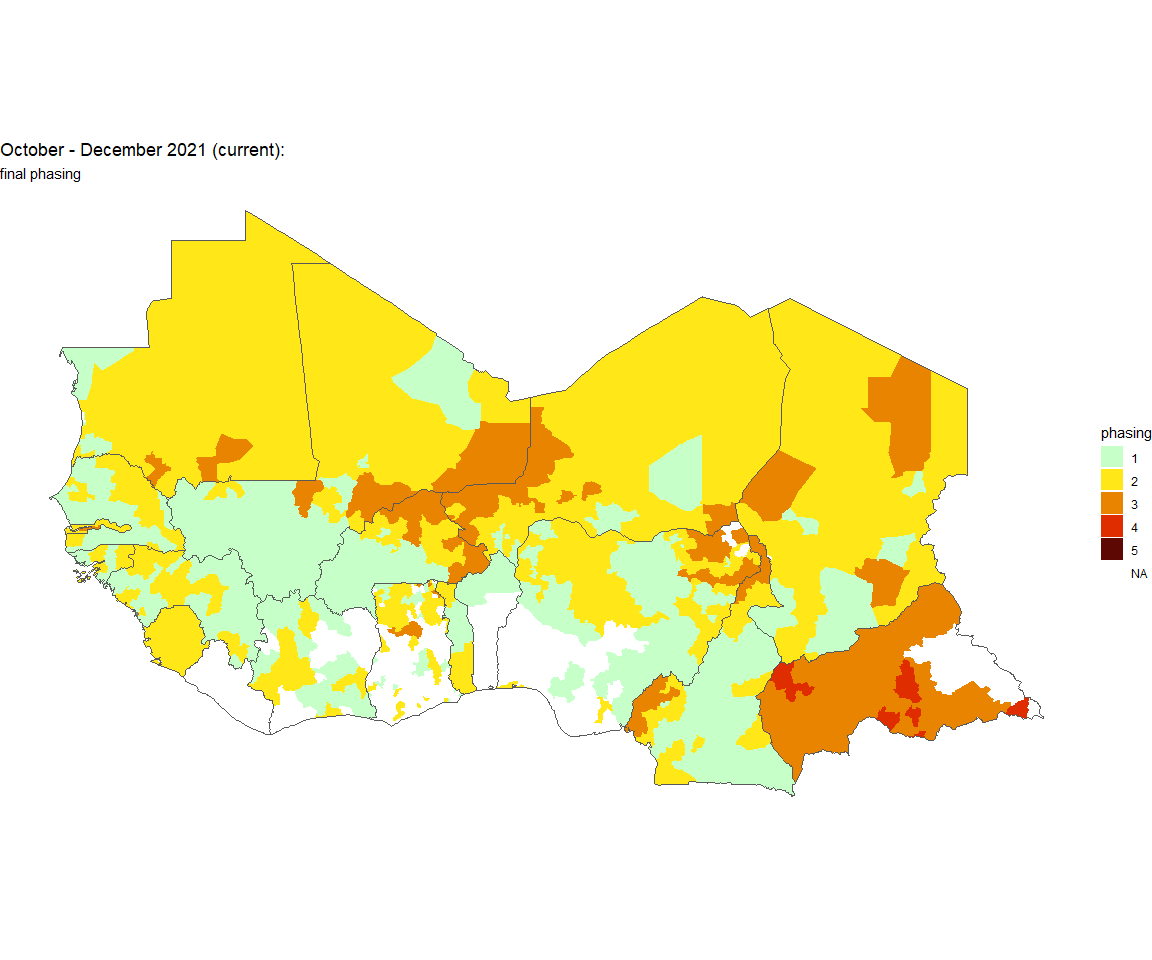 October - December 2021 (current):
final phasing
phasing
1
2
3
4
5
NA